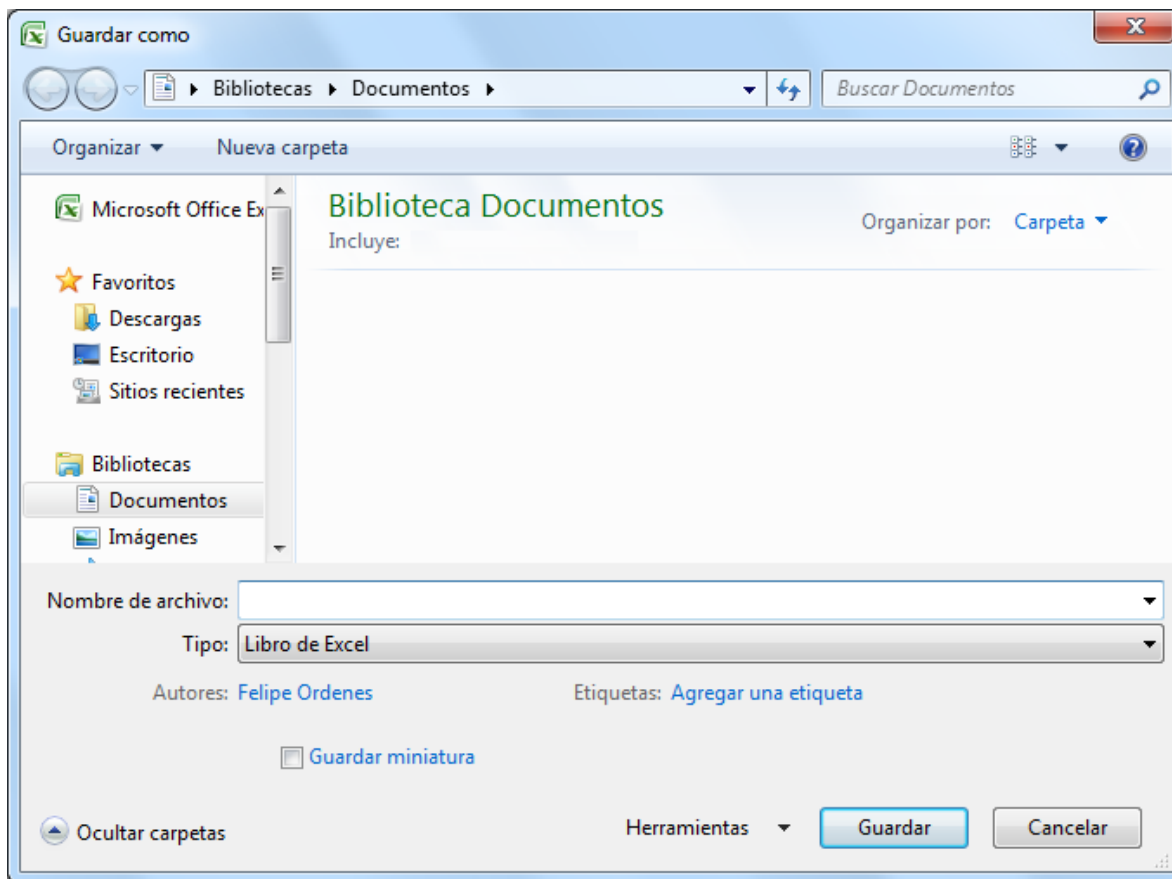 Guardar como
Bibliotecas Documentos Buscar Documentos
Organizar Nueva carpeta
Microsoft Office Ex
Biblioteca Documentos
Incluye:
Organizar por: Carpeta
Favoritos
Descargas
Escritorio
Sitios recientes
Bibliotecas
Documentos
Imágenes
Nombre de archivo:
Tipo: Libro de Excel
Autores: Felipe Ordenes Etiquetas: Agregar una etiqueta
Guardar miniatura
Ocultar carpetas Herramientas Guardar Cancelar